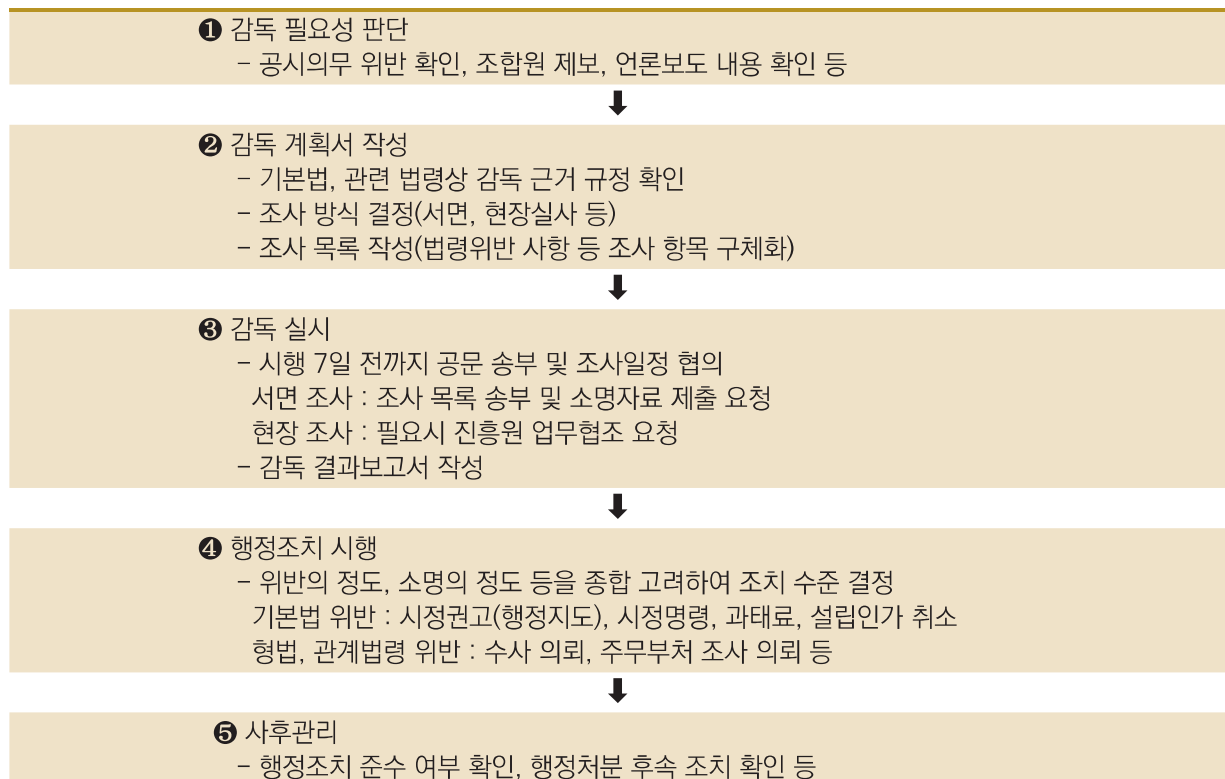 ❶ 감독 필요성 판단
– 공시의무 위반 확인, 조합원 제보, 언론보도 내용 확인 등
⬇
❷ 감독 계획서 작성
– 기본법, 관련 법령상 감독 근거 규정 확인
– 조사 방식 결정(서면, 현장실사 등)
– 조사 목록 작성(법령위반 사항 등 조사 항목 구체화)
⬇
❸ 감독 실시
– 시행 7일 전까지 공문 송부 및 조사일정 협의
서면 조사 : 조사 목록 송부 및 소명자료 제출 요청
현장 조사 : 필요시 진흥원 업무협조 요청
– 감독 결과보고서 작성
⬇
❹ 행정조치 시행
– 위반의 정도, 소명의 정도 등을 종합 고려하여 조치 수준 결정
기본법 위반 : 시정권고(행정지도), 시정명령, 과태료, 설립인가 취소
형법, 관계법령 위반 : 수사 의뢰, 주무부처 조사 의뢰 등
⬇
❺ 사후관리
– 행정조치 준수 여부 확인, 행정처분 후속 조치 확인 등